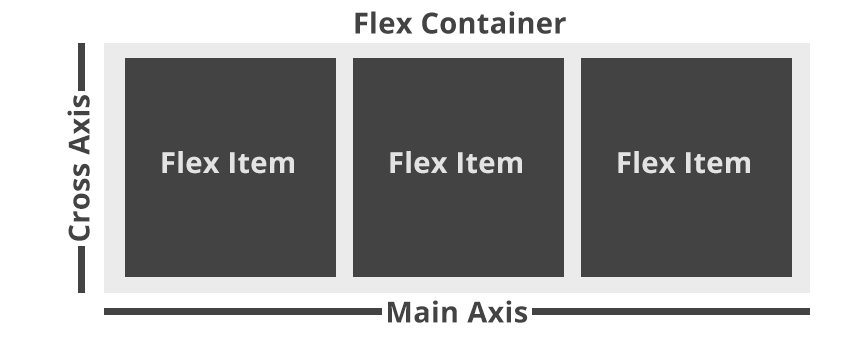 Flex Container
Cross Axis
Flex Item
Flex Item
Flex Item
Main Axis